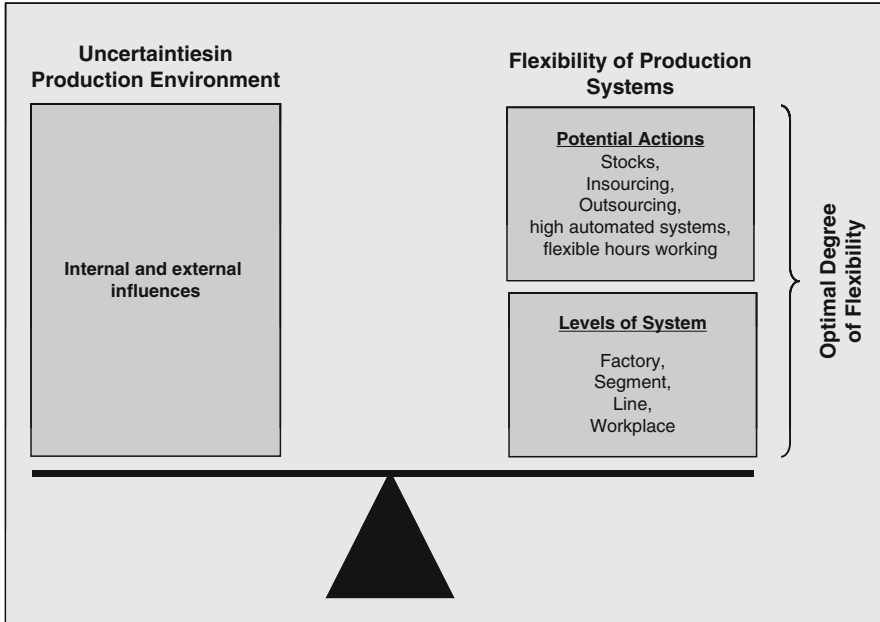 Uncertaintiesin
Production Environment
Internal and external
influences
Flexibility of Production
Systems
Potential Actions
Stocks,
Insourcing,
Outsourcing,
high automated systems,
flexible hours working
Levels of System
Factory,
Segment,
Line,
Workplace
Optimal Degree
of Flexibility